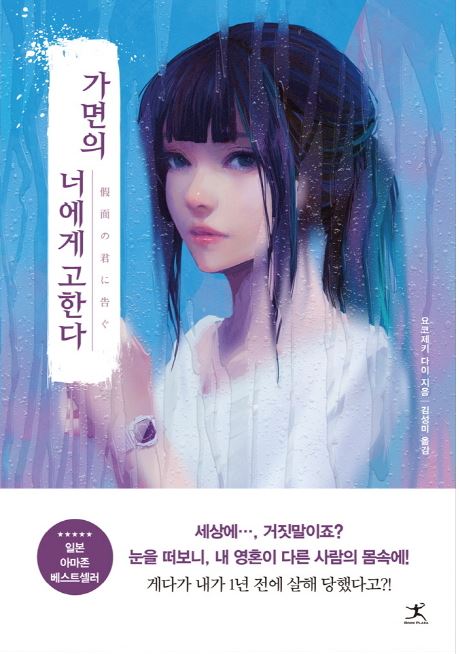 가면의
너에게 고한다
假面の君に告ぐ
요코제키 다이 지음 | 김성미 옮김
★★★★★
일본
아마존
베스트셀러
세상에…, 거짓말이죠?
눈을 떠보니, 내 영혼이 다른 사람의 몸속에!
게다가 내가 1년 전에 살해 당했다고?!
BOOK PLAZA